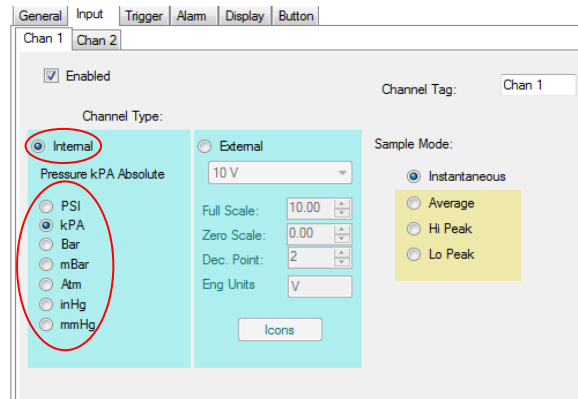 General Input Trigger Alarm Display Button
Chan 1 Chan 2
Enabled
Channel Tag: Chan 1
Channel Type:
Internal
Pressure kPA Absolute
PSI
kPA
Bar
mBar
Atm
inHg
mmHg
External
10 V
Full Scale: 10.00
Zero Scale: 0.00
Dec. Point: 2
Eng Units V
Icons
Sample Mode:
Instantaneous
Average
Hi Peak
Lo Peak